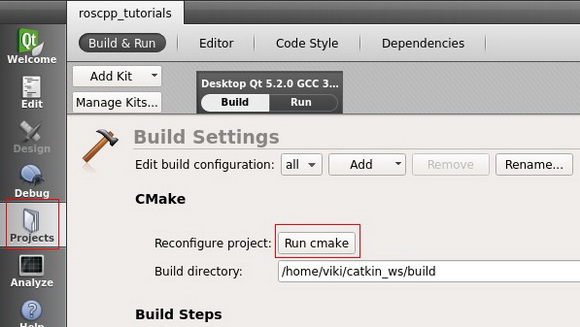 roscpp_tutorials
Qt
Welcome
Edit
Design
Debug
Projects
Analyze
Help
Build & Run
Editor
Code Style
Dependencies
Add Kit
Manage Kits...
Desktop Qt 5.2.0 GCC 3...
Build
Run
Build Settings
Edit build configuration: all Add Remove Rename...
CMake
Reconfigure project: Run cmake
Build directory: /home/viki/catkin_ws/build
Build Steps